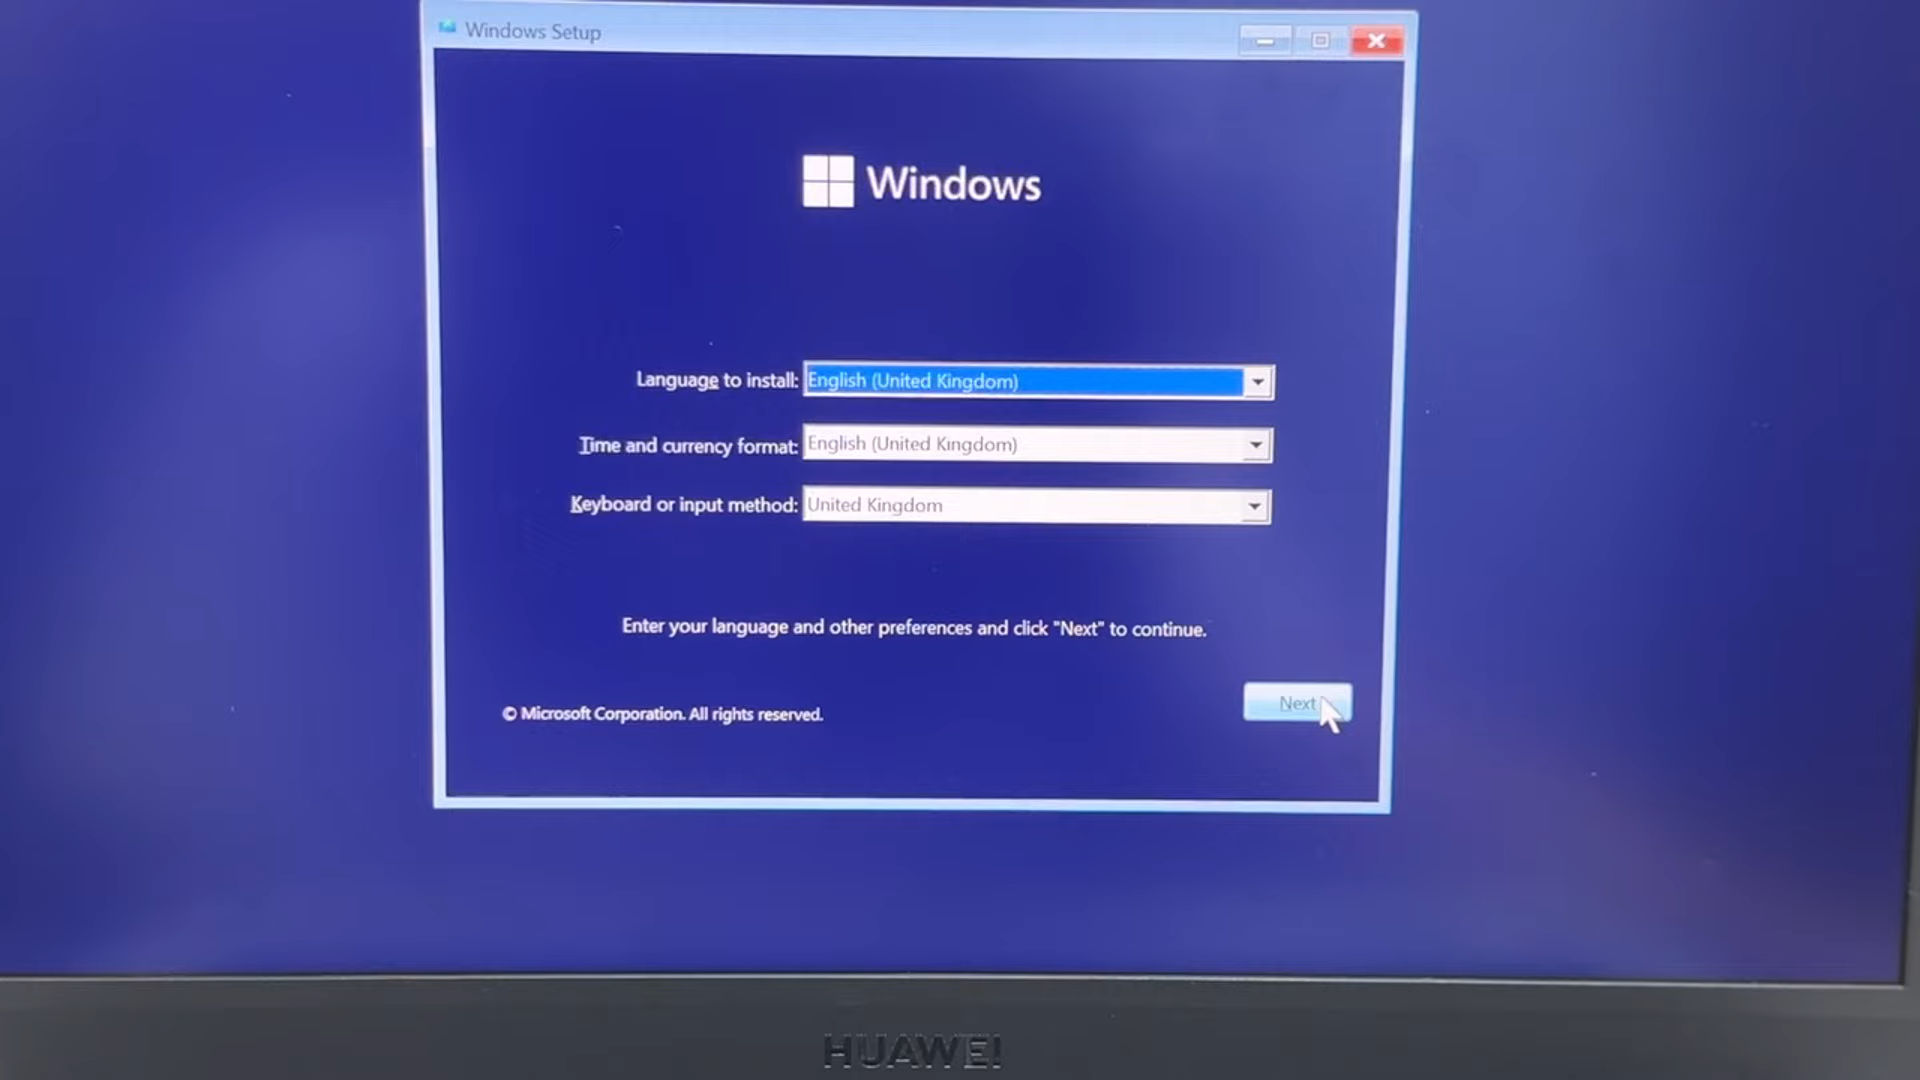 Windows Setup
Windows
Language to install: English (United Kingdom)
Time and currency format: English (United Kingdom)
Keyboard or input method: United Kingdom
Enter your language and other preferences and click "Next" to continue.
Next
© Microsoft Corporation. All rights reserved.
HUAWEI